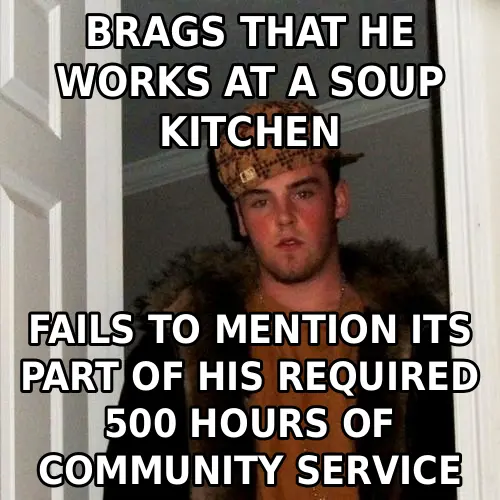 BRAGS THAT HE
WORKS AT A SOUP
KITCHEN
FAILS TO MENTION ITS
PART OF HIS REQUIRED
500 HOURS OF
COMMUNITY SERVICE